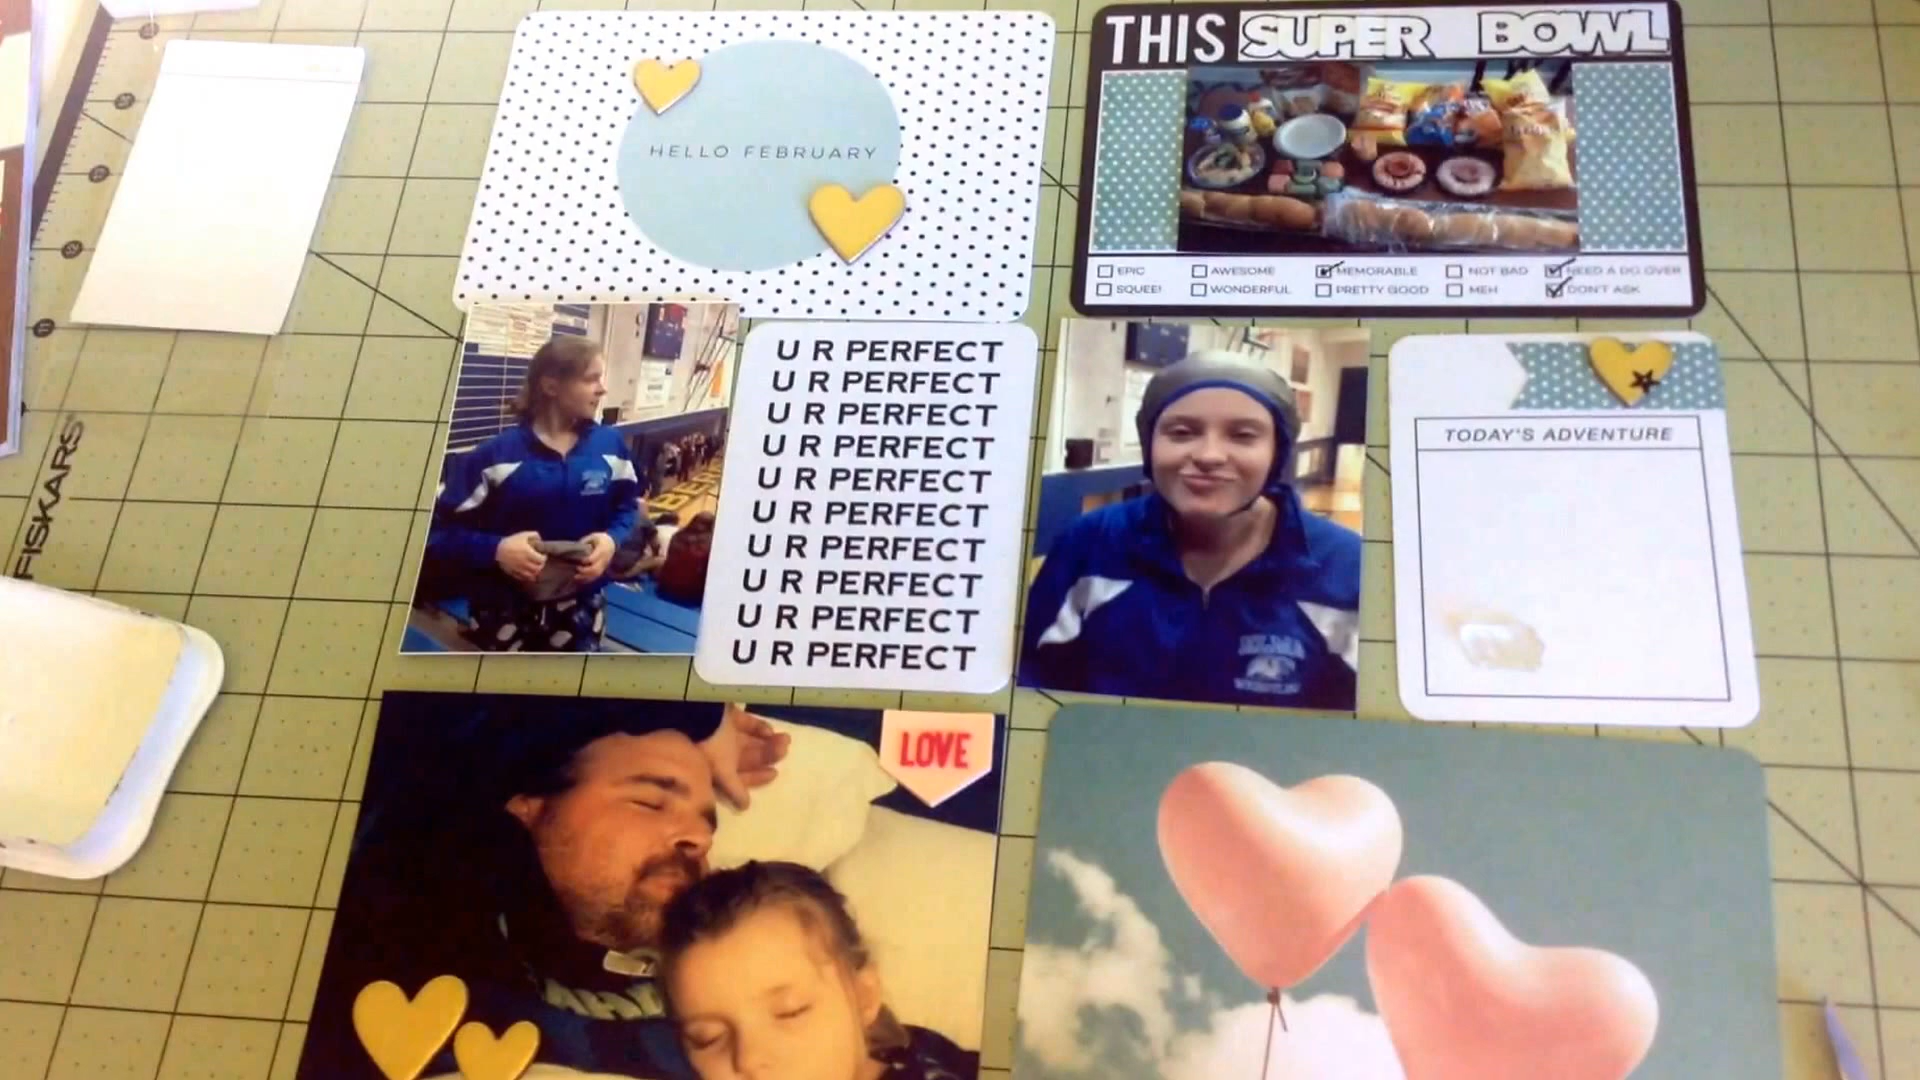 THIS SUPER BOWL
HELLO FEBRUARY
EPIC
AWESOME
MEMORABLE
NOT BAD
NEED A DO OVER
SQUEE!
WONDERFUL
PRETTY GOOD
MEH
DON'T ASK
U R PERFECT
U R PERFECT
U R PERFECT
U R PERFECT
U R PERFECT
U R PERFECT
U R PERFECT
U R PERFECT
U R PERFECT
U R PERFECT
TODAY'S ADVENTURE
FISKARS
LOVE